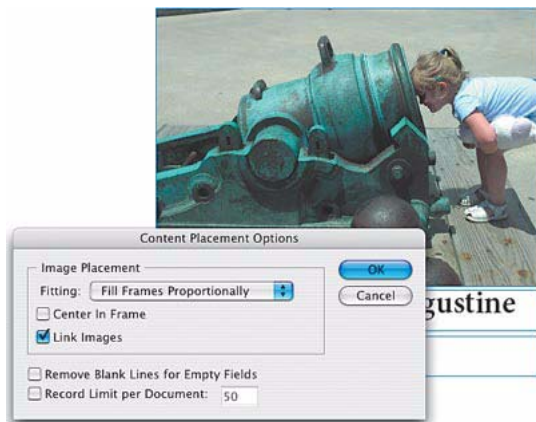 Content Placement Options
Image Placement
Fitting: Fill Frames Proportionally
Center In Frame
Link Images
OK
Cancel
gustine
Remove Blank Lines for Empty Fields
Record Limit per Document: 50